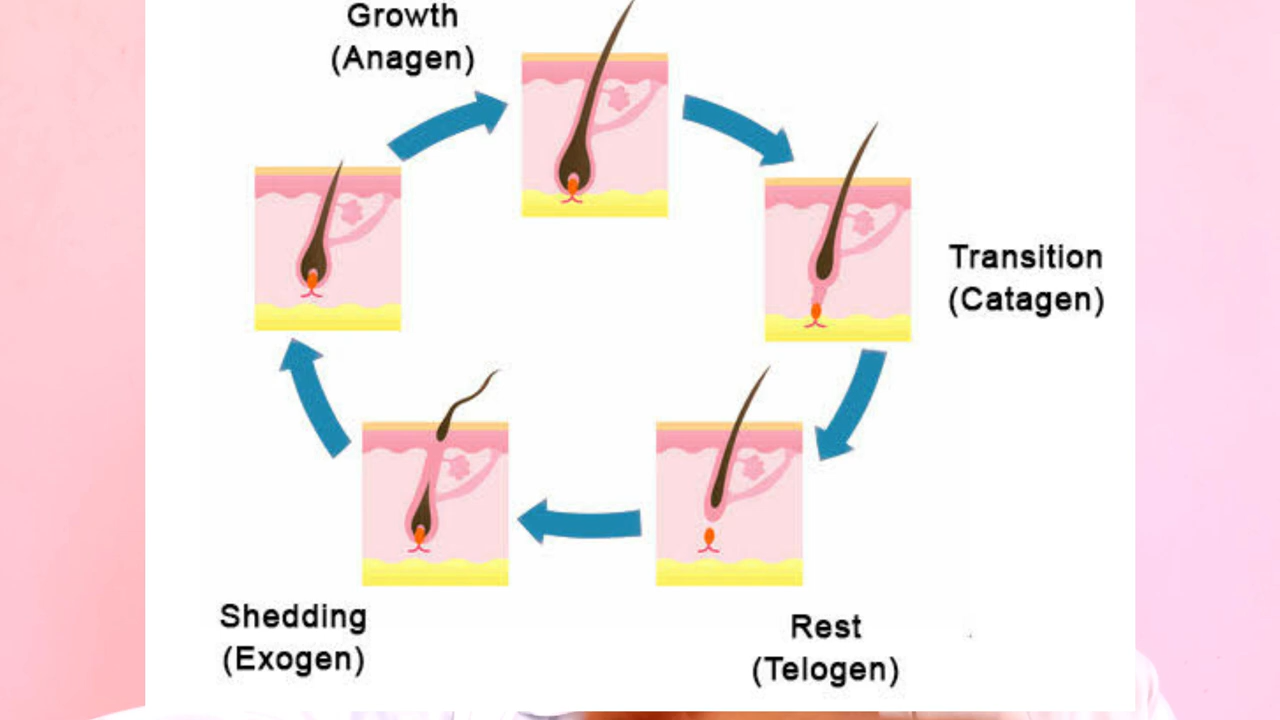 Growth
(Anagen)
Transition
(Catagen)
Rest
(Telogen)
Shedding
(Exogen)